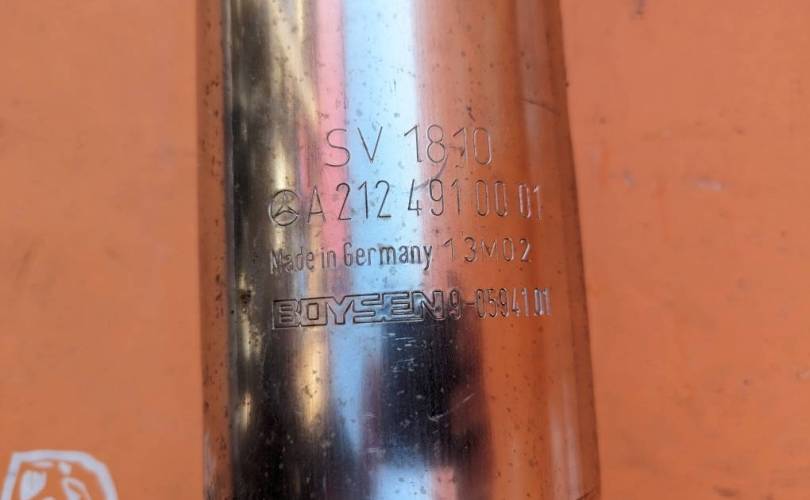 SV 1810
A 212 491 00 01
Made in Germany 13M02
BOYSEN 9-05941.01